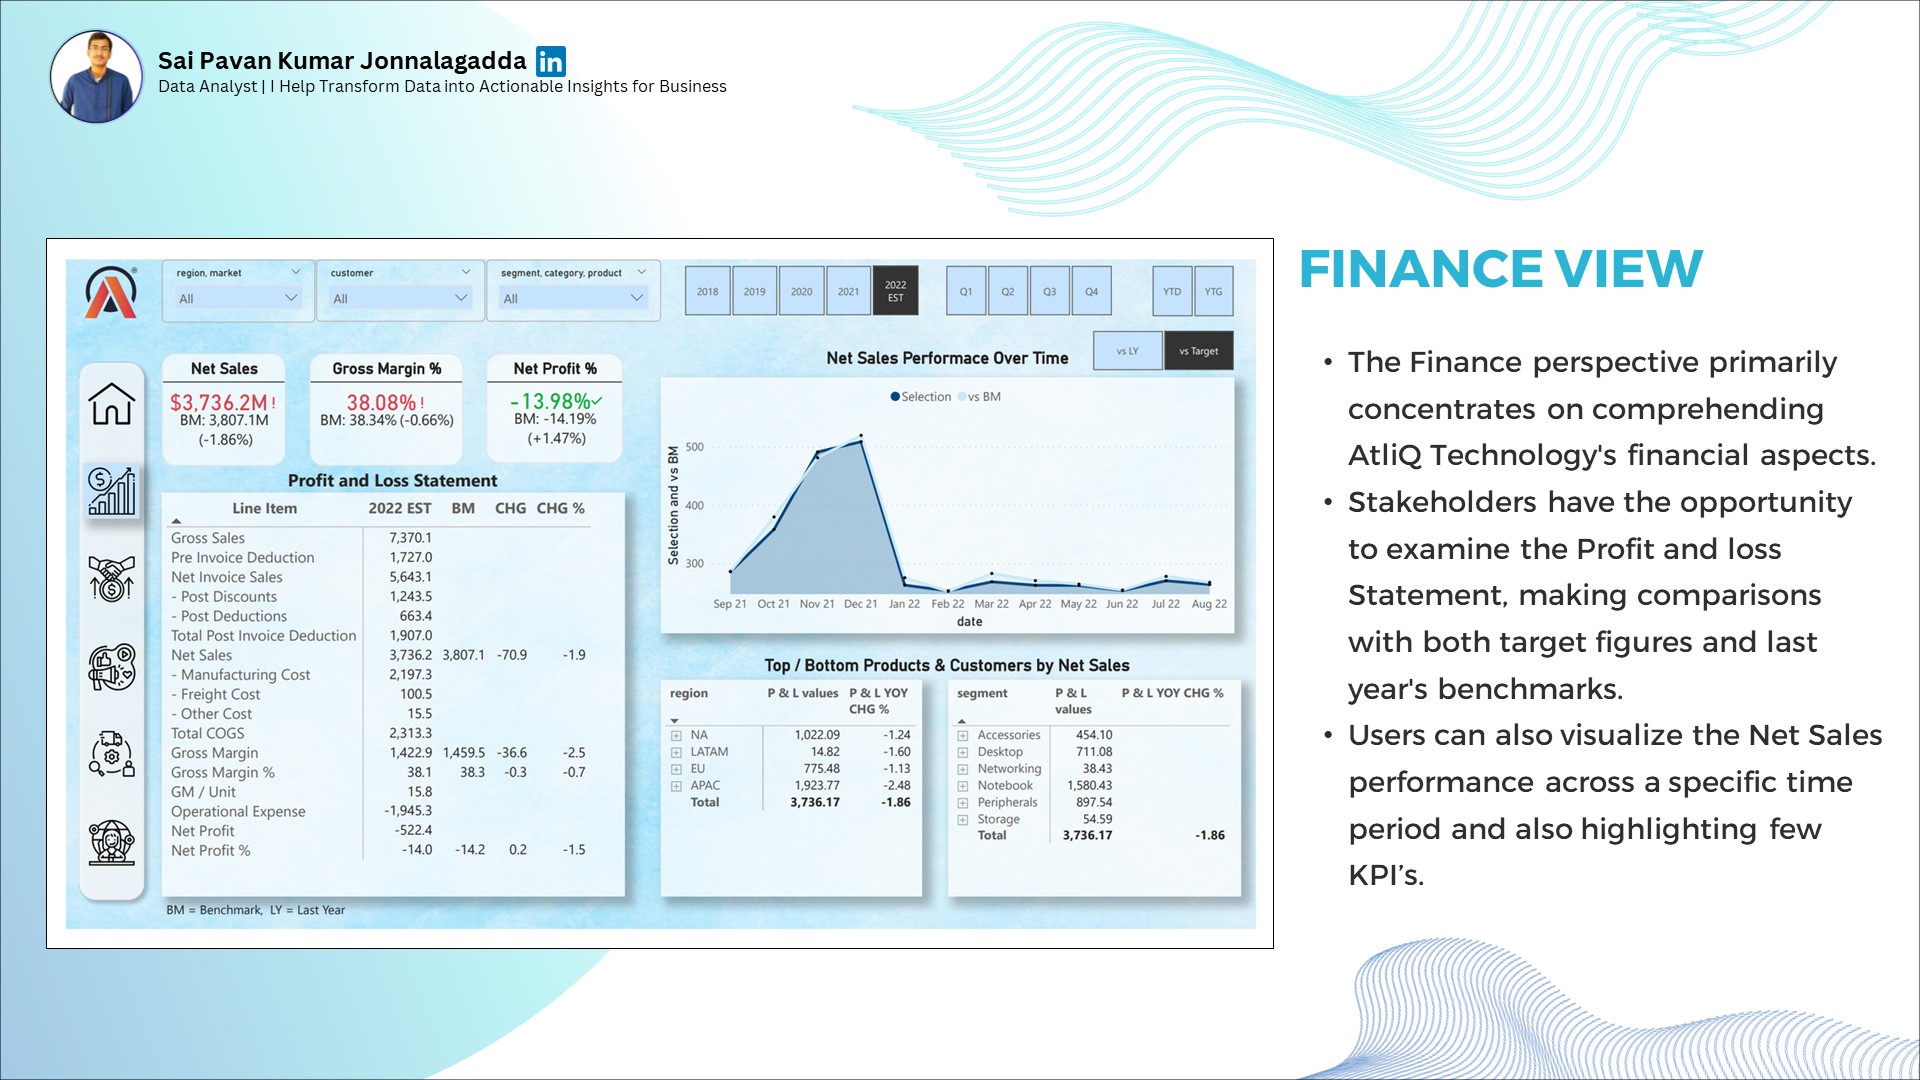 Sai Pavan Kumar Jonnalagadda in
Data Analyst | I Help Transform Data into Actionable Insights for Business
region, market
All
customer
All
segment, category, product
All
2018 2019 2020 2021 2022 EST
Q1 Q2 Q3 Q4
YTD YTG
vs LY vs Target
Net Sales
$3,736.2M !
BM: 3,807.1M
(-1.86%)
Gross Margin %
38.08% !
BM: 38.34% (-0.66%)
Net Profit %
-13.98%✓
BM: -14.19%
(+1.47%)
Profit and Loss Statement
Line Item 2022 EST BM CHG CHG %
Gross Sales 7,370.1
Pre Invoice Deduction 1,727.0
Net Invoice Sales 5,643.1
- Post Discounts 1,243.5
- Post Deductions 663.4
Total Post Invoice Deduction 1,907.0
Net Sales 3,736.2 3,807.1 -70.9 -1.9
- Manufacturing Cost 2,197.3
- Freight Cost 100.5
- Other Cost 15.5
Total COGS 2,313.3
Gross Margin 1,422.9 1,459.5 -36.6 -2.5
Gross Margin % 38.1 38.3 -0.3 -0.7
GM / Unit 15.8
Operational Expense -1,945.3
Net Profit -522.4
Net Profit % -14.0 -14.2 0.2 -1.5
BM = Benchmark, LY = Last Year
Net Sales Performace Over Time
Selection vs BM
Selection and vs BM
500
400
300
Sep 21 Oct 21 Nov 21 Dec 21 Jan 22 Feb 22 Mar 22 Apr 22 May 22 Jun 22 Jul 22 Aug 22
date
Top / Bottom Products & Customers by Net Sales
region P & L values P & L YOY
CHG %
NA 1,022.09 -1.24
LATAM 14.82 -1.60
EU 775.48 -1.13
APAC 1,923.77 -2.48
Total 3,736.17 -1.86
segment P & L P & L YOY CHG %
values
Accessories 454.10
Desktop 711.08
Networking 38.43
Notebook 1,580.43
Peripherals 897.54
Storage 54.59
Total 3,736.17 -1.86
FINANCE VIEW
• The Finance perspective primarily
concentrates on comprehending
AtliQ Technology's financial aspects.
• Stakeholders have the opportunity
to examine the Profit and loss
Statement, making comparisons
with both target figures and last
year's benchmarks.
• Users can also visualize the Net Sales
performance across a specific time
period and also highlighting few
KPI’s.